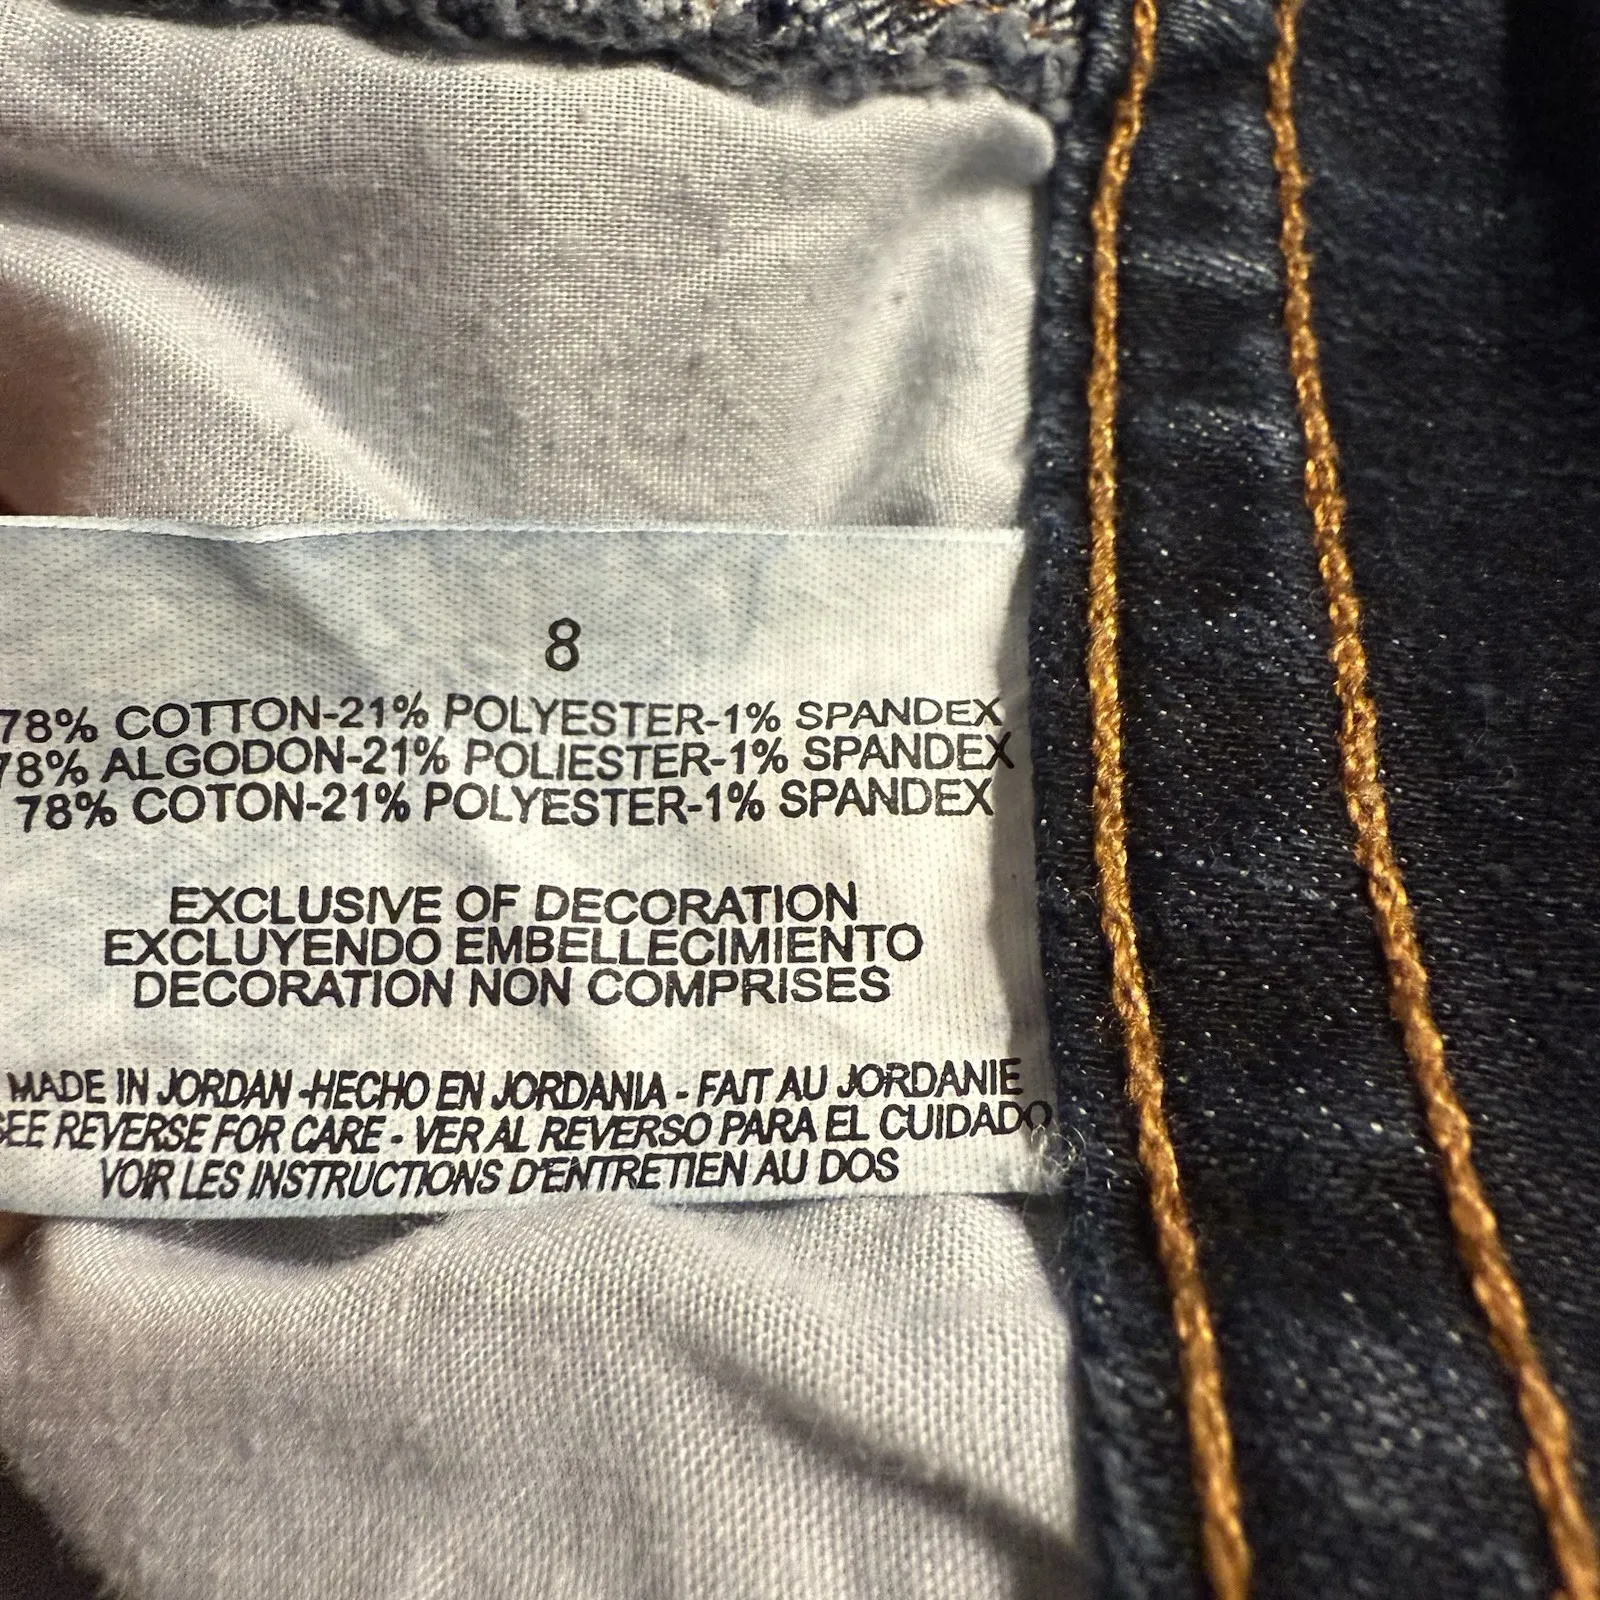 8
78% COTTON-21% POLYESTER-1% SPANDEX
78% ALGODON-21% POLIESTER-1% SPANDEX
78% COTON-21% POLYESTER-1% SPANDEX
EXCLUSIVE OF DECORATION
EXCLUYENDO EMBELLECIMIENTO
DECORATION NON COMPRISES
MADE IN JORDAN -HECHO EN JORDANIA - FAIT AU JORDANIE
SEE REVERSE FOR CARE - VER AL REVERSO PARA EL CUIDADO
VOIR LES INSTRUCTIONS D'ENTRETIEN AU DOS